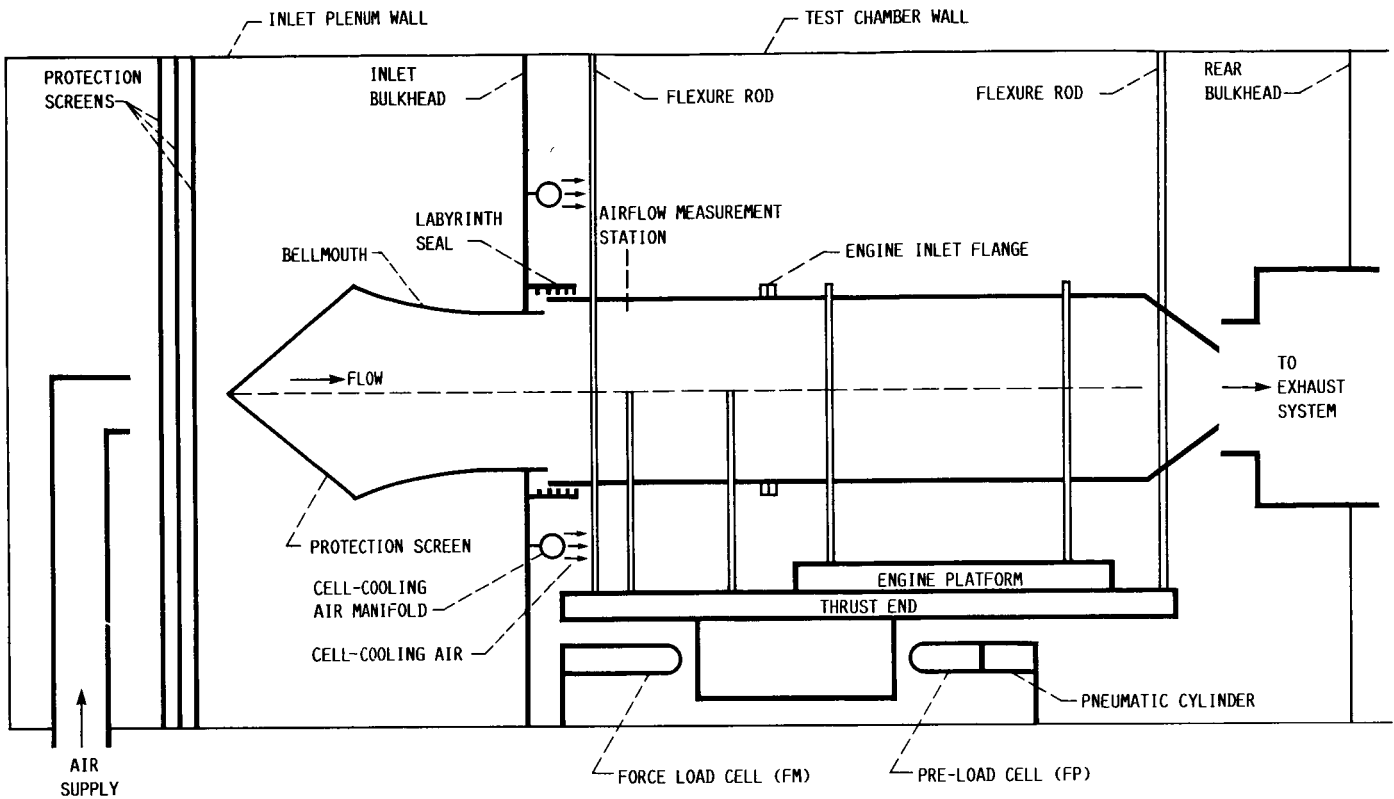 INLET PLENUM WALL
TEST CHAMBER WALL
PROTECTION
SCREENS
INLET
BULKHEAD
FLEXURE ROD
FLEXURE ROD
REAR
BULKHEAD
LABYRINTH
SEAL
AIRFLOW MEASUREMENT
STATION
BELLMOUTH
ENGINE INLET FLANGE
FLOW
TO
EXHAUST
SYSTEM
PROTECTION SCREEN
CELL-COOLING
AIR MANIFOLD
ENGINE PLATFORM
THRUST END
CELL-COOLING AIR
PNEUMATIC CYLINDER
AIR
SUPPLY
FORCE LOAD CELL (FM)
PRE-LOAD CELL (FP)